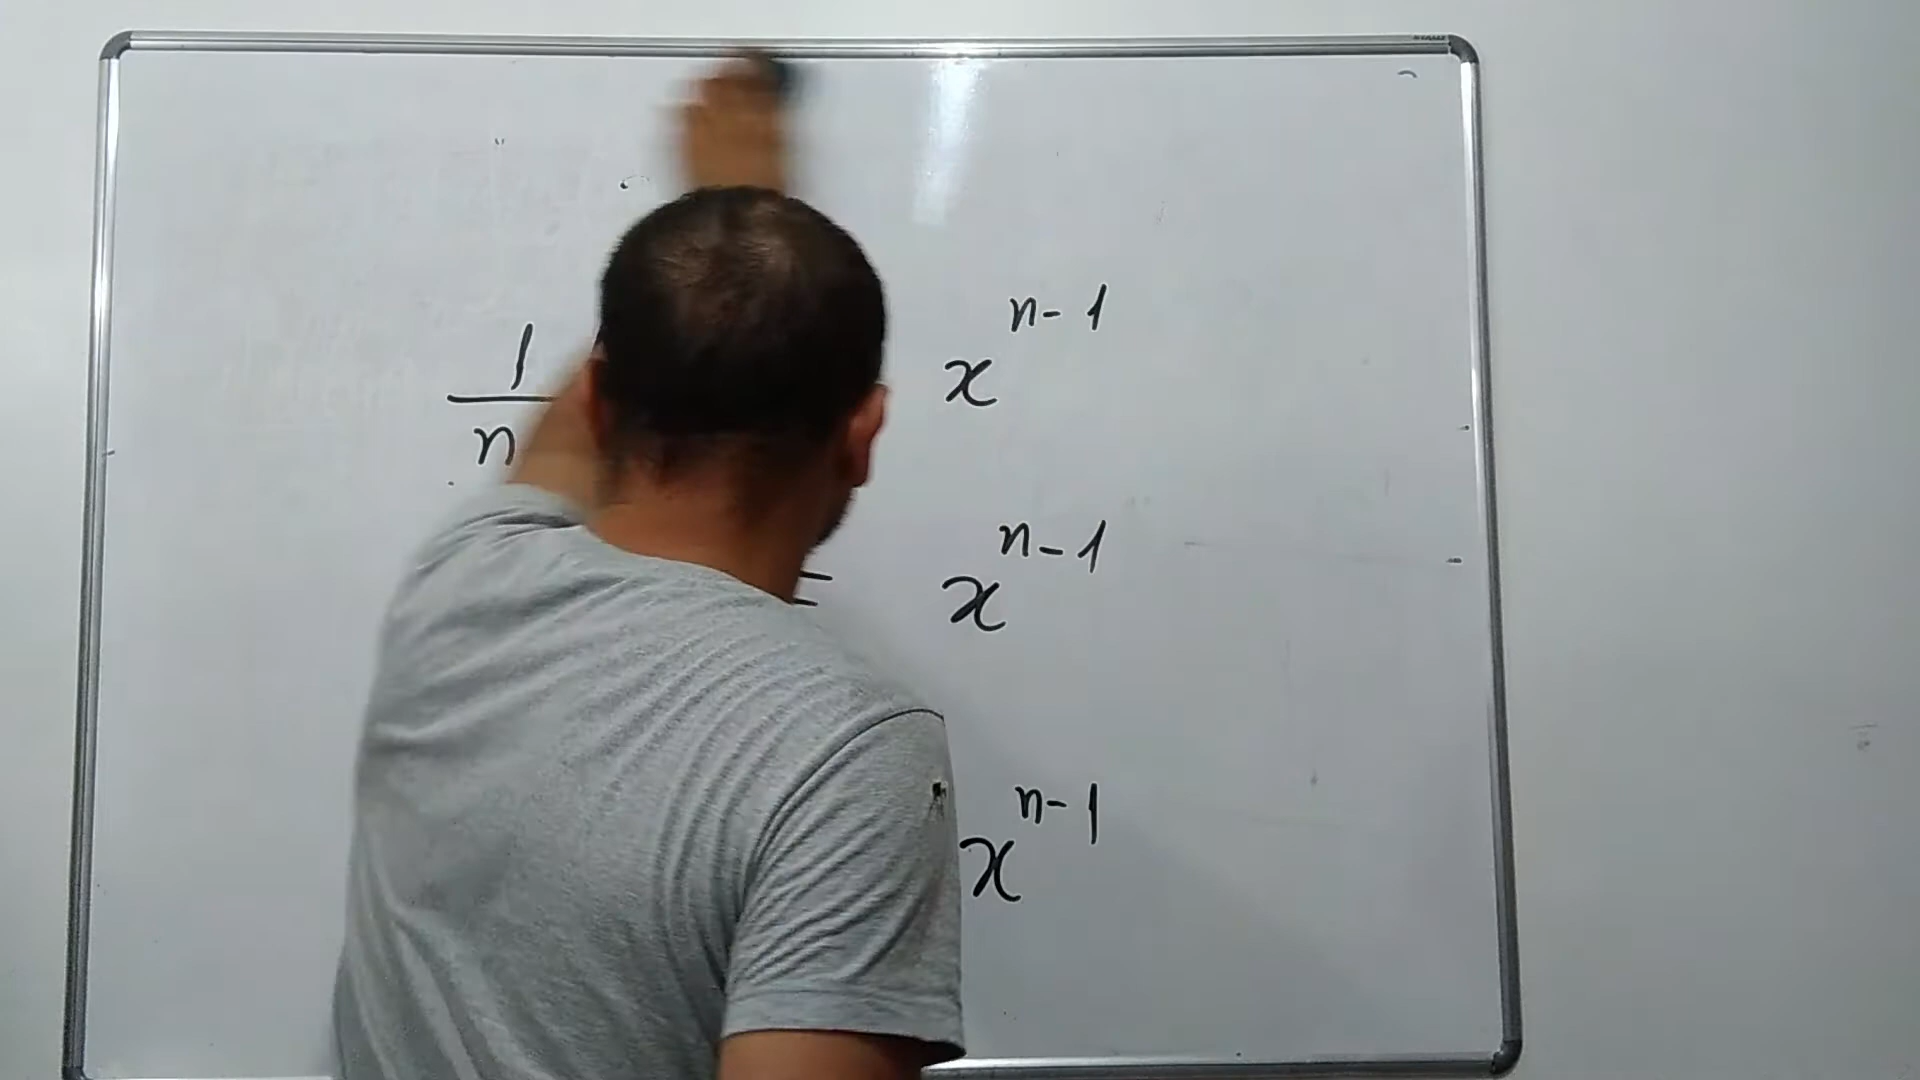 1/n x^{n-1}
= x^{n-1}
x^{n-1}